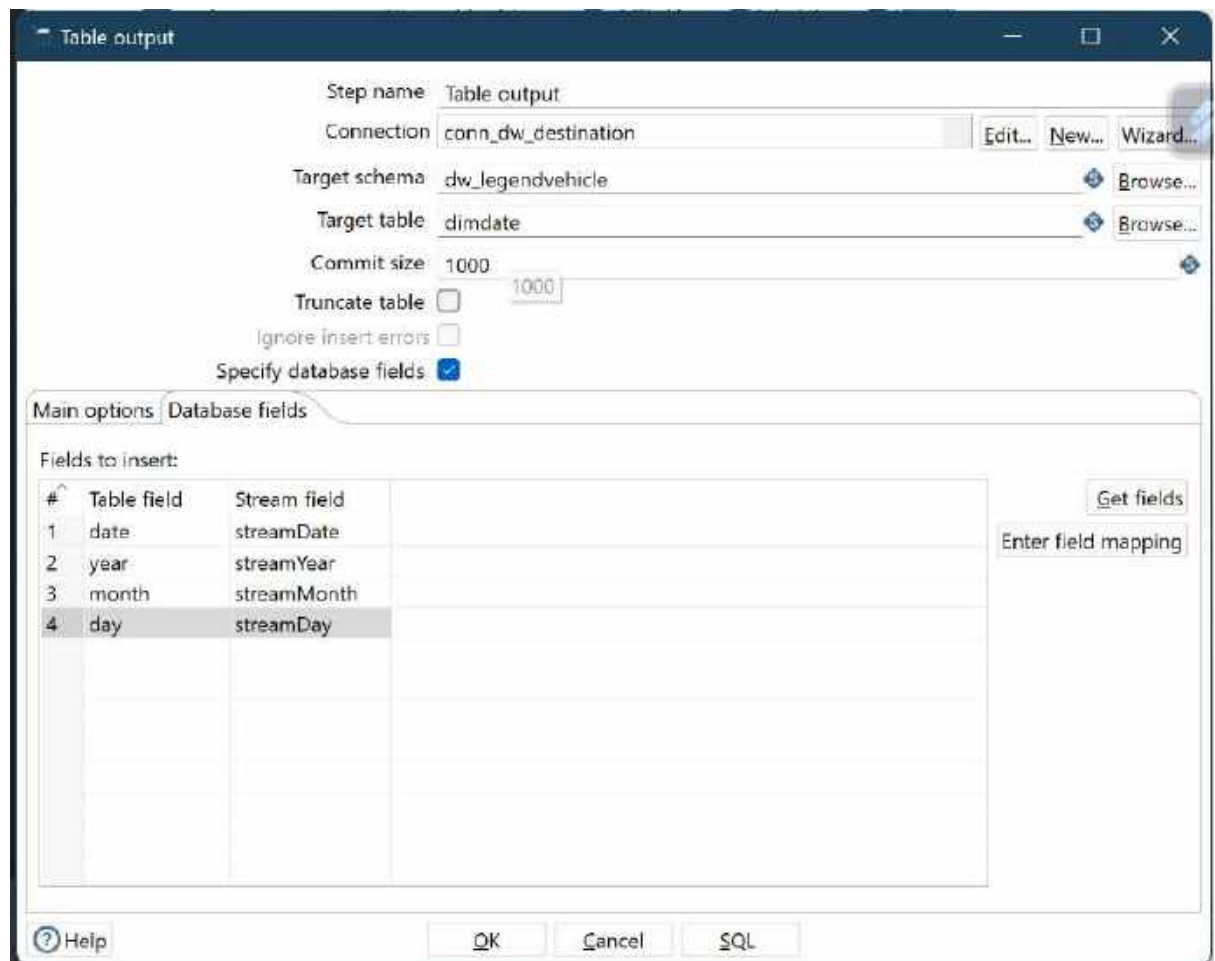 Table output
Step name Table output
Connection conn_dw_destination Edit... New... Wizard...
Target schema dw_legendvehicle Browse...
Target table dimdate Browse...
Commit size 1000
1000
Truncate table
Ignore insert errors
Specify database fields
Main options Database fields
Fields to insert:
# Table field Stream field
Get fields
1 date streamDate
Enter field mapping
2 year streamYear
3 month streamMonth
4 day streamDay
Help OK Cancel SQL